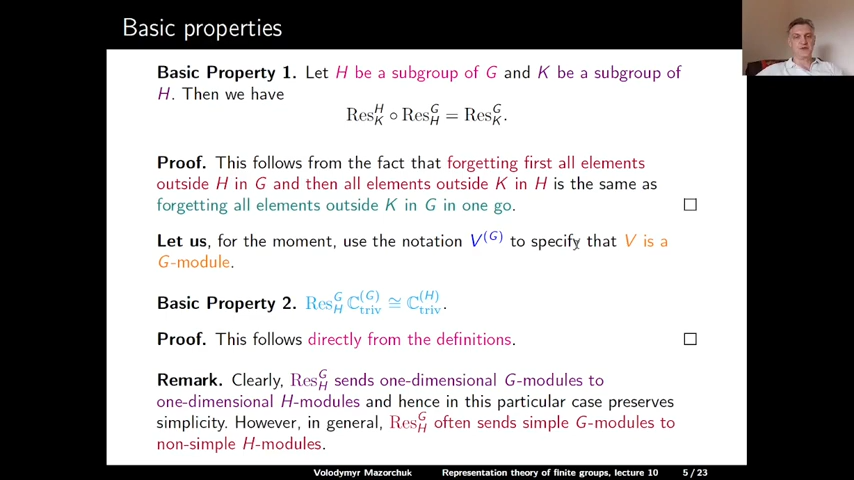 Basic properties
Basic Property 1. Let H be a subgroup of G and K be a subgroup of
H. Then we have
Res^H_K ∘ Res^G_H = Res^G_K.
Proof. This follows from the fact that forgetting first all elements
outside H in G and then all elements outside K in H is the same as
forgetting all elements outside K in G in one go. □
Let us, for the moment, use the notation V^(G) to specify that V is a
G-module.
Basic Property 2. Res^G_H ℂ^(G)_triv ≅ ℂ^(H)_triv.
Proof. This follows directly from the definitions. □
Remark. Clearly, Res^G_H sends one-dimensional G-modules to
one-dimensional H-modules and hence in this particular case preserves
simplicity. However, in general, Res^G_H often sends simple G-modules to
non-simple H-modules.
Volodymyr Mazorchuk Representation theory of finite groups, lecture 10 5 / 23